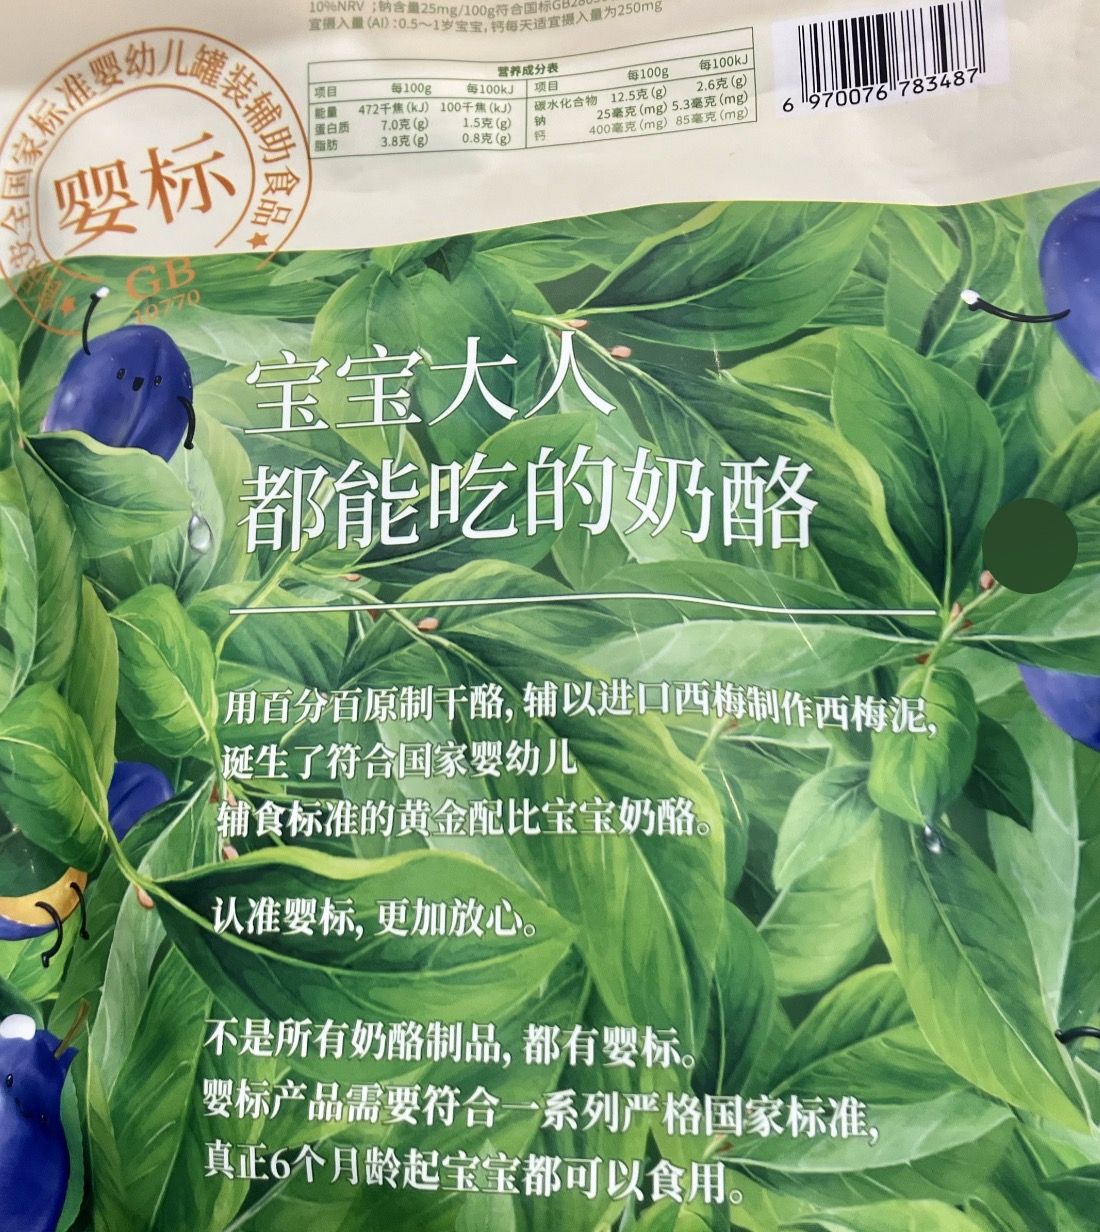 10%NRV；钠含量25mg/100g符合国标
宜摄入量(AI)：0.5～1岁宝宝，钙每天适宜摄入量为250mg
营养成分表
项目 每100g 每100kJ 项目 每100g 每100kJ
能量 472千焦(kJ) 100千焦(kJ) 碳水化合物 12.5克(g) 2.6克(g)
蛋白质 7.0克(g) 1.5克(g) 钠 25毫克(mg) 5.3毫克(mg)
脂肪 3.8克(g) 0.8克(g) 钙 400毫克(mg) 85毫克(mg)
6 970076 783487
全国家标准婴幼儿罐装辅助食品
婴标
GB
10770
宝宝大人
都能吃的奶酪
用百分百原制干酪，辅以进口西梅制作西梅泥，
诞生了符合国家婴幼儿
辅食标准的黄金配比宝宝奶酪。
认准婴标，更加放心。
不是所有奶酪制品，都有婴标。
婴标产品需要符合一系列严格国家标准，
真正6个月龄起宝宝都可以食用。